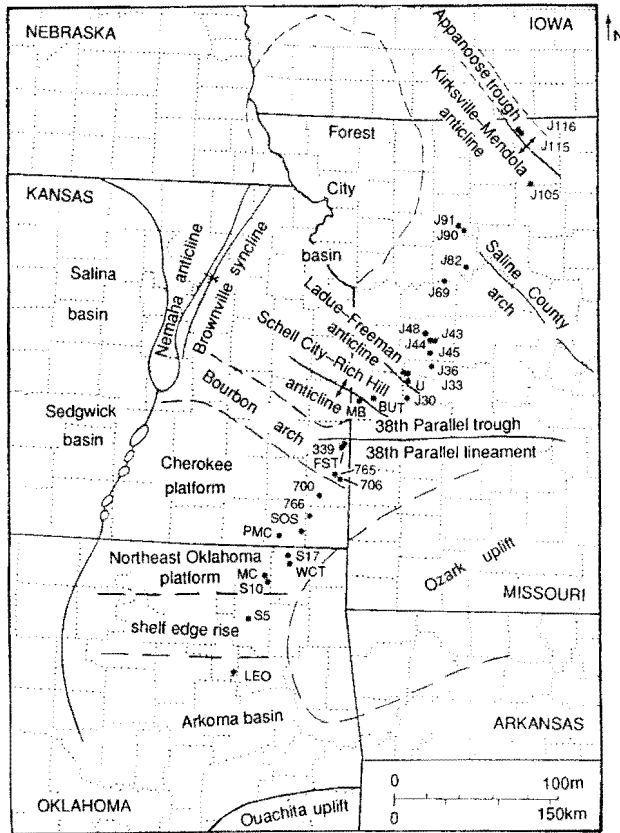 NEBRASKA
IOWA
N
Appanoose trough
Kirksville–Mendola
anticline
J116
J115
J105
Forest
City
basin
KANSAS
J91
J90
J82
J69
Saline County
arch
Salina
basin
Nemaha anticline
Brownville syncline
Ladue–Freeman
anticline
J48
J43
J44
J45
J36
J33
J30
Schell City–Rich Hill
anticline
MB
BUT
Bourbon
arch
Sedgwick
basin
38th Parallel trough
38th Parallel lineament
339
FST
765
706
Cherokee
platform
700
766
SOS
PMC
Ozark uplift
Northeast Oklahoma
platform
S17
WCT
MC
S10
MISSOURI
shelf edge rise
S5
LEO
Arkoma basin
ARKANSAS
OKLAHOMA
Ouachita uplift
0
100m
0
150km